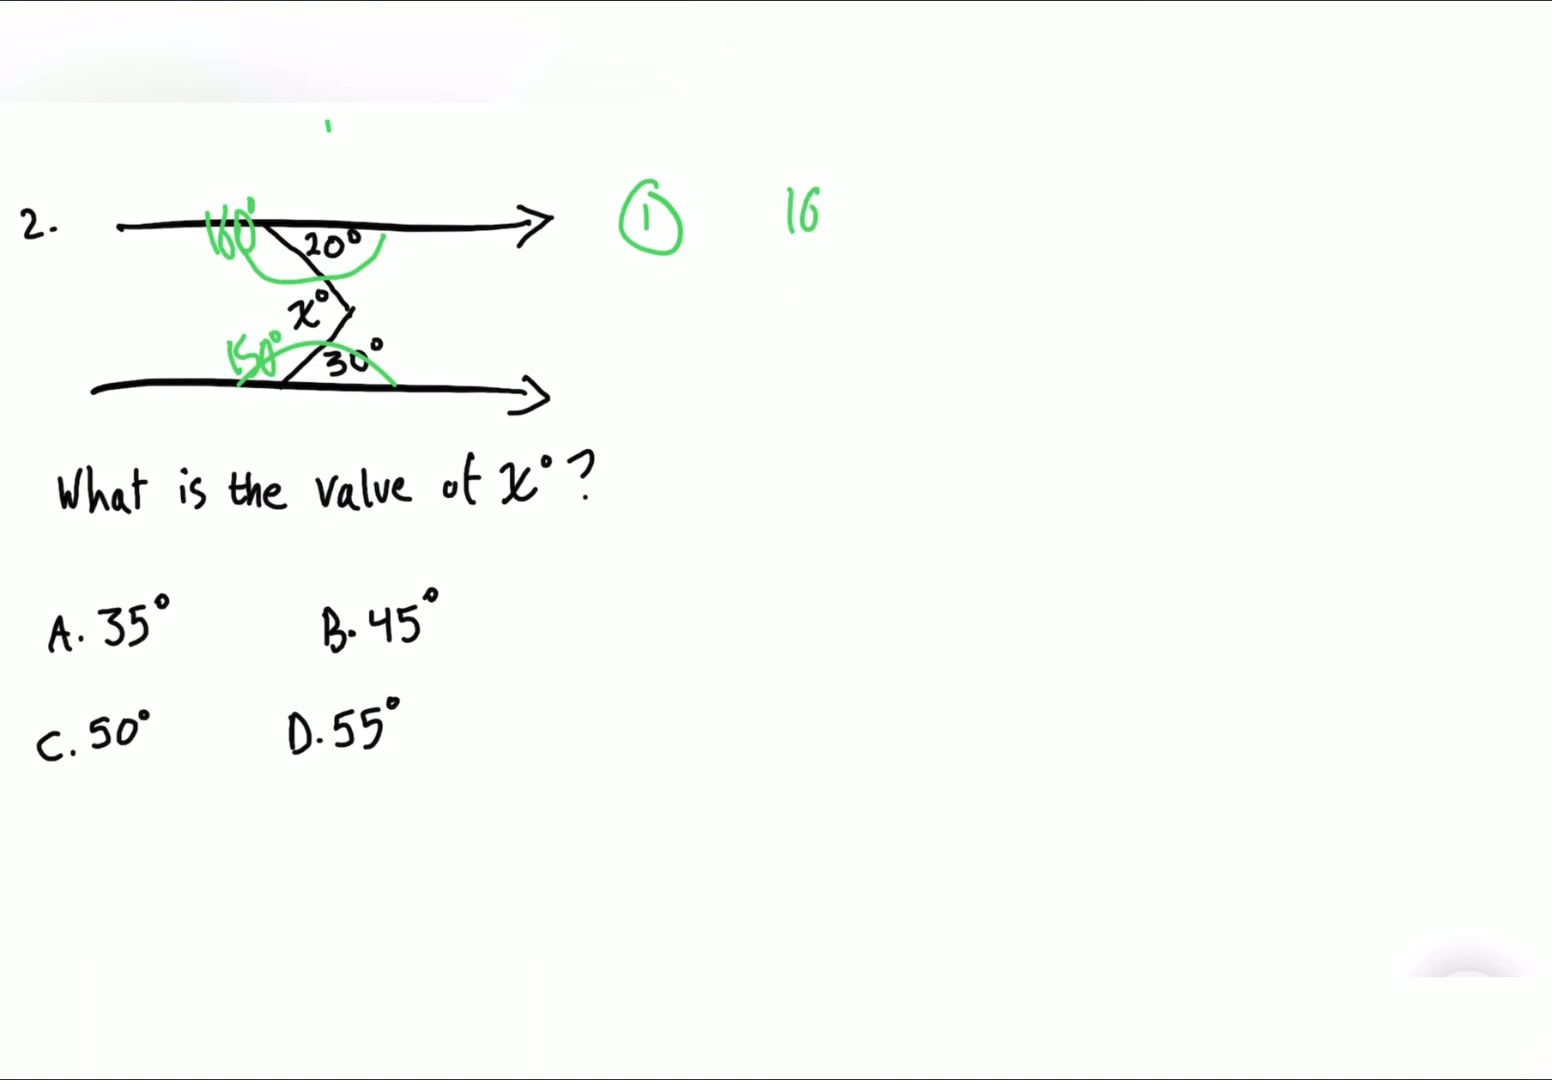 2.
160°
20°
① 16
x°
150°
30°
What is the value of x°?
A. 35° B. 45°
C. 50° D. 55°